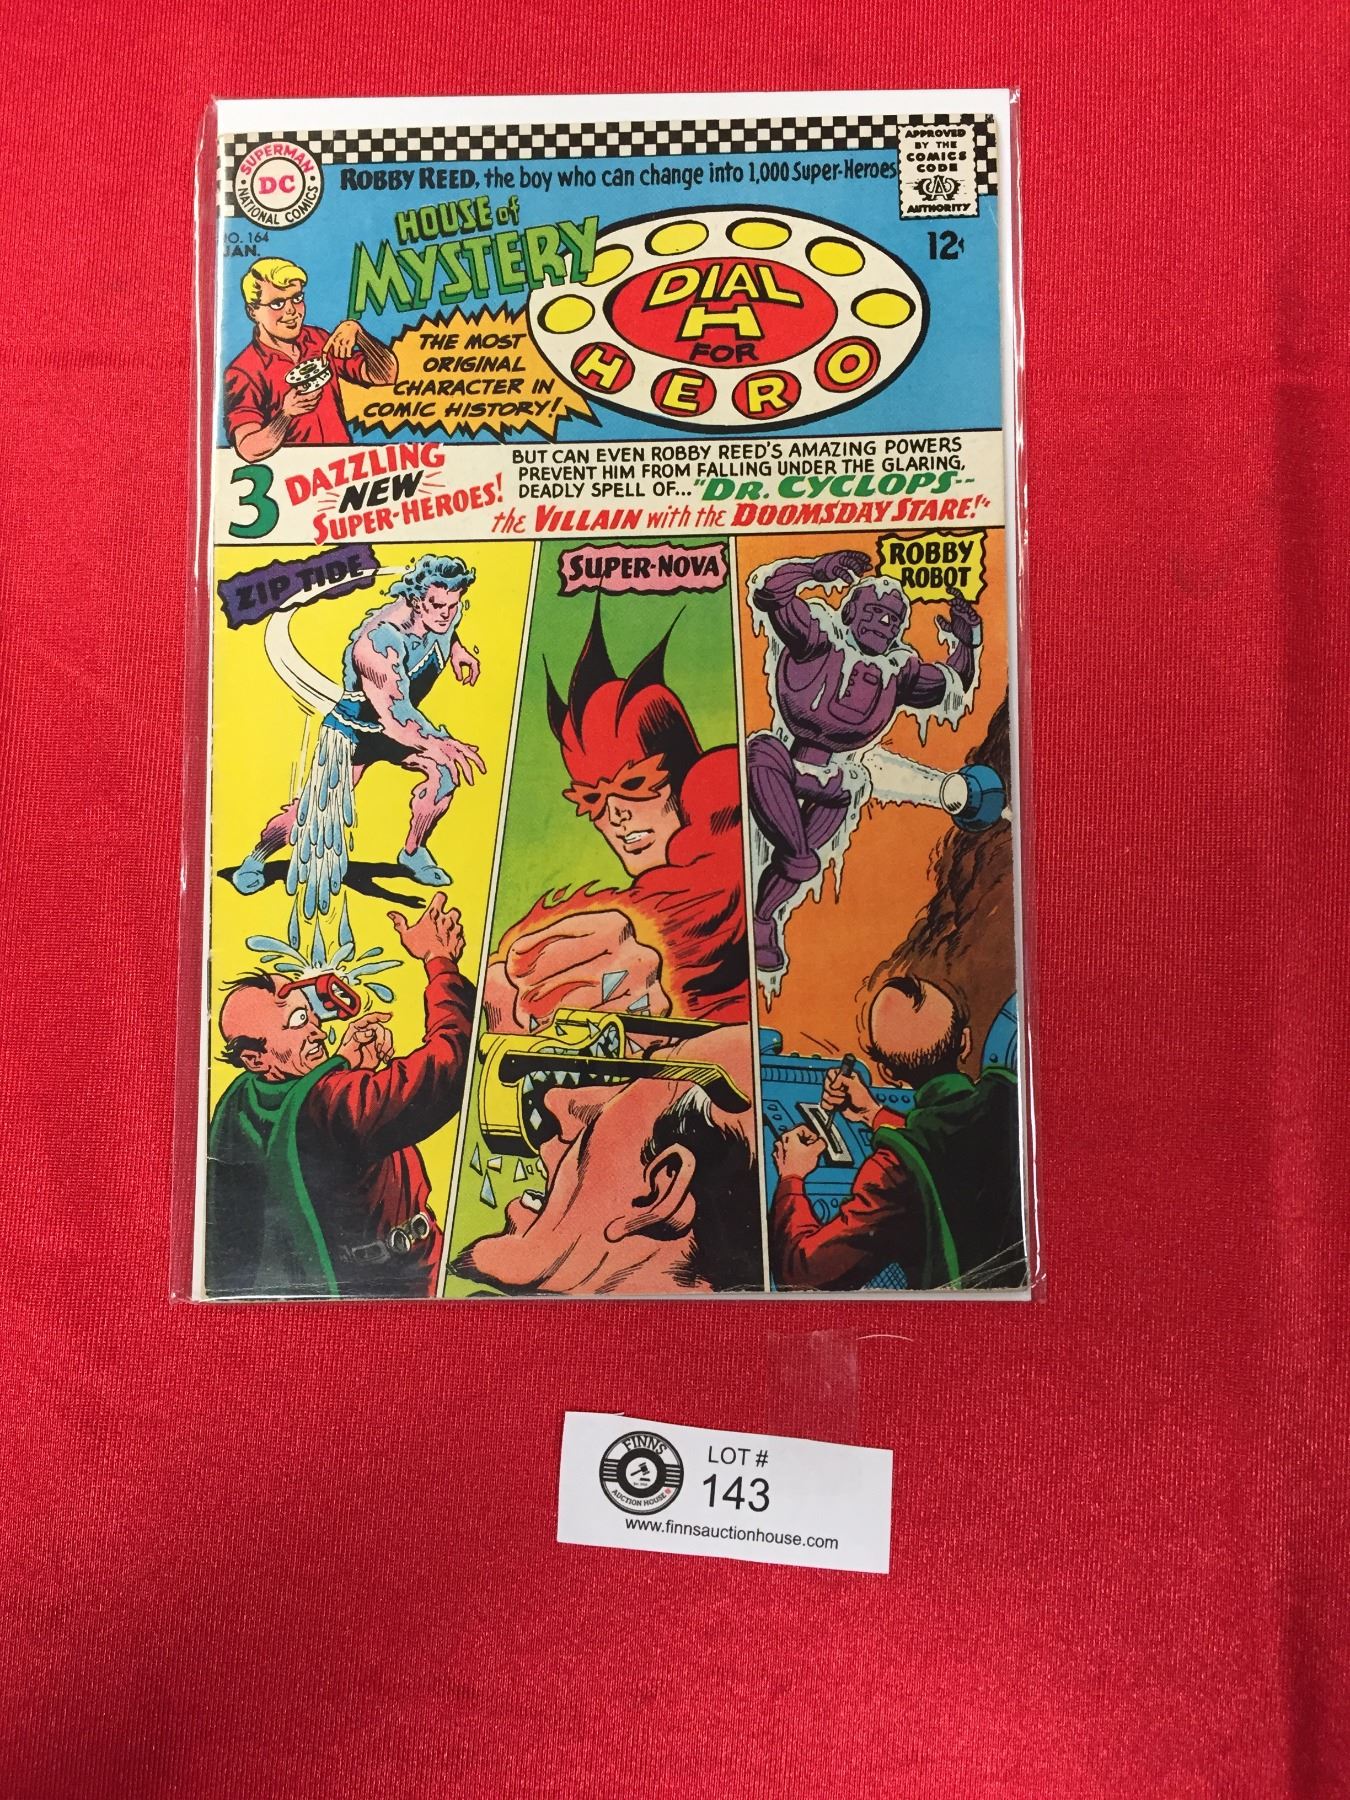 SUPERMAN
DC
NATIONAL COMICS
ROBBY REED, the boy who can change into 1,000 Super-Heroes
APPROVED
BY THE
COMICS
CODE
CA
AUTHORITY
NO. 164
JAN.
12¢
HOUSE of
MYSTERY
DIAL
H
FOR
HERO
THE MOST
ORIGINAL
CHARACTER IN
COMIC HISTORY!
3 DAZZLING
NEW
SUPER-HEROES!
BUT CAN EVEN ROBBY REED'S AMAZING POWERS
PREVENT HIM FROM FALLING UNDER THE GLARING,
DEADLY SPELL OF... "DR. CYCLOPS--
the VILLAIN with the DOOMSDAY STARE!"
ZIP TIDE
SUPER-NOVA
ROBBY
ROBOT
FINNS
AUCTION HOUSE
LOT #
143
www.finnsauctionhouse.com